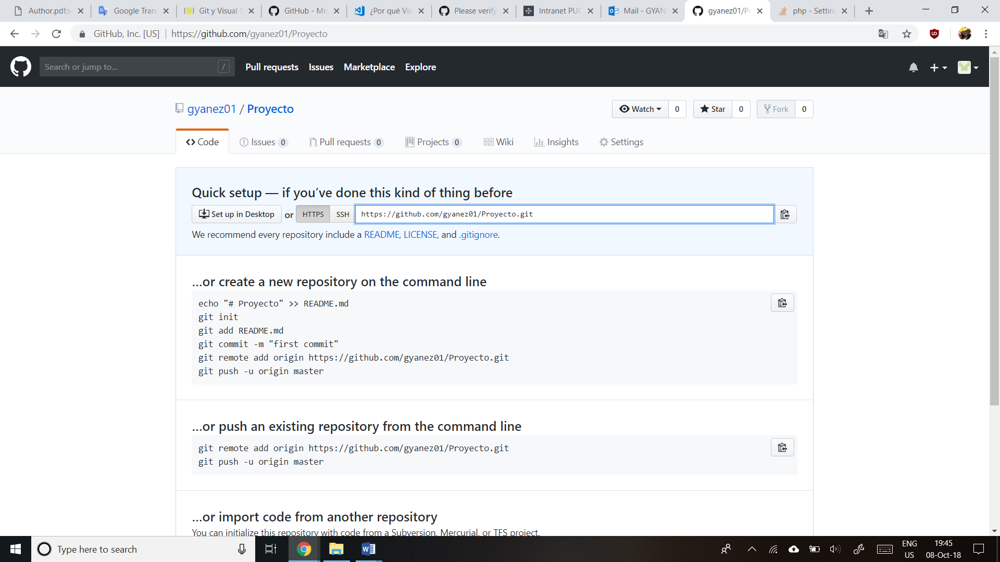 Author.pdf;s
Google Tran
Git y Visual S
GitHub - Mic
¿Por qué Vis
Please verify
Intranet PUC
Mail - GYAN
gyanez01/Pr
php - Setting
GitHub, Inc. [US]
https://github.com/gyanez01/Proyecto
Search or jump to...
/
Pull requests
Issues
Marketplace
Explore
gyanez01 / Proyecto
Watch 0
Star 0
Fork 0
Code
Issues 0
Pull requests 0
Projects 0
Wiki
Insights
Settings
Quick setup — if you’ve done this kind of thing before
Set up in Desktop or HTTPS SSH https://github.com/gyanez01/Proyecto.git
We recommend every repository include a README, LICENSE, and .gitignore.
…or create a new repository on the command line
echo "# Proyecto" >> README.md
git init
git add README.md
git commit -m "first commit"
git remote add origin https://github.com/gyanez01/Proyecto.git
git push -u origin master
…or push an existing repository from the command line
git remote add origin https://github.com/gyanez01/Proyecto.git
git push -u origin master
…or import code from another repository
You can initialize this repository with code from a Subversion, Mercurial, or TFS project.
Type here to search
ENG
US
19:45
08-Oct-18